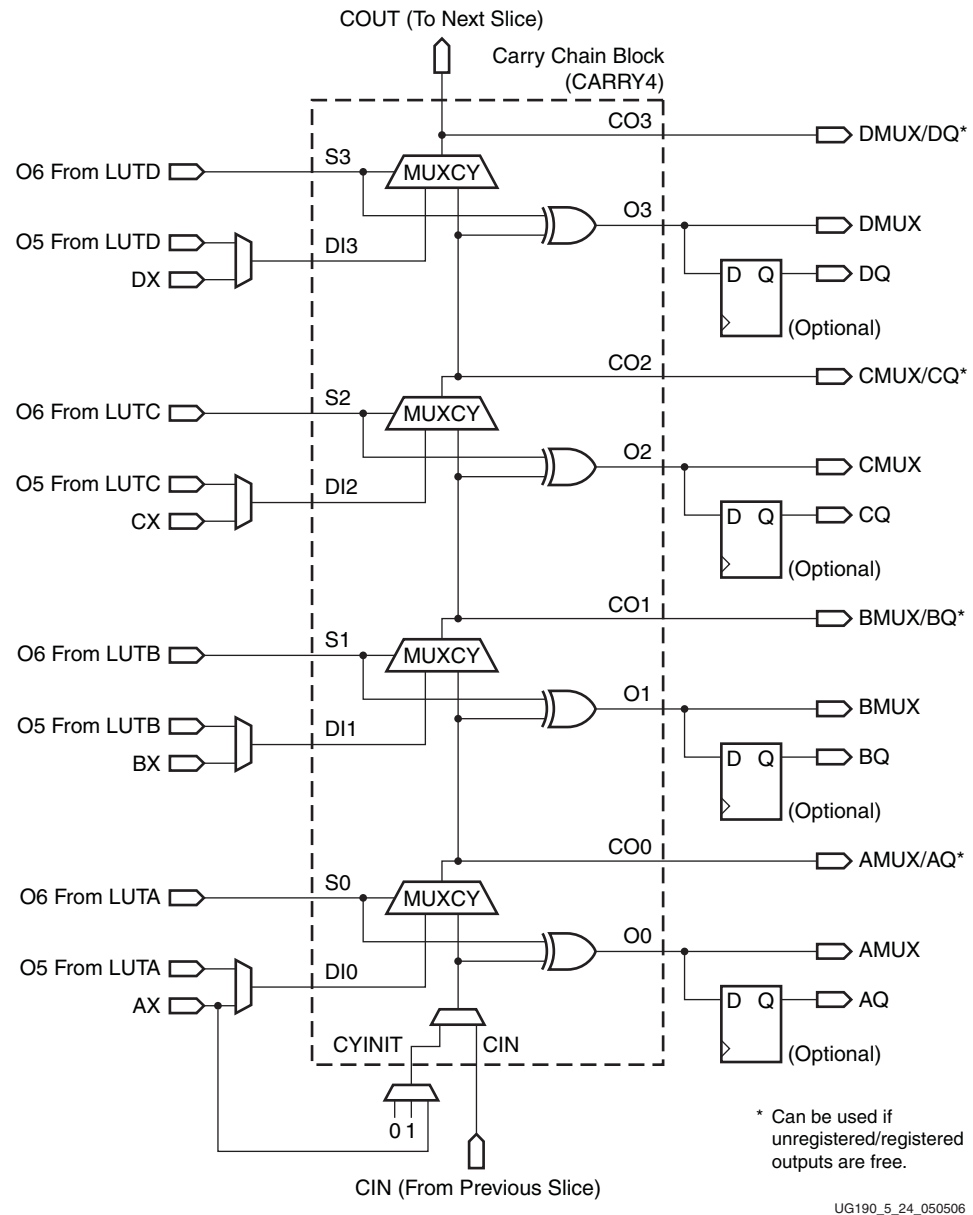 COUT (To Next Slice)
Carry Chain Block
(CARRY4)
CO3
DMUX/DQ*
O6 From LUTD
S3
MUXCY
O3
DMUX
O5 From LUTD
DI3
DX
D Q
DQ
(Optional)
CO2
CMUX/CQ*
O6 From LUTC
S2
MUXCY
O2
CMUX
O5 From LUTC
DI2
CX
D Q
CQ
(Optional)
CO1
BMUX/BQ*
O6 From LUTB
S1
MUXCY
O1
BMUX
O5 From LUTB
DI1
BX
D Q
BQ
(Optional)
CO0
AMUX/AQ*
O6 From LUTA
S0
MUXCY
O0
AMUX
O5 From LUTA
DI0
AX
D Q
AQ
(Optional)
CYINIT
CIN
0 1
* Can be used if
unregistered/registered
outputs are free.
CIN (From Previous Slice)
UG190_5_24_050506